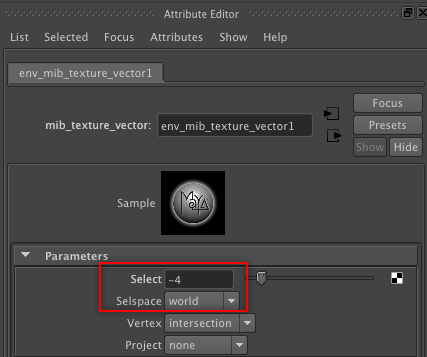 Attribute Editor
List Selected Focus Attributes Show Help
env_mib_texture_vector1
Focus
mib_texture_vector: env_mib_texture_vector1
Presets
Show Hide
Sample
MAYA
Parameters
Select -4
Selspace world
Vertex intersection
Project none